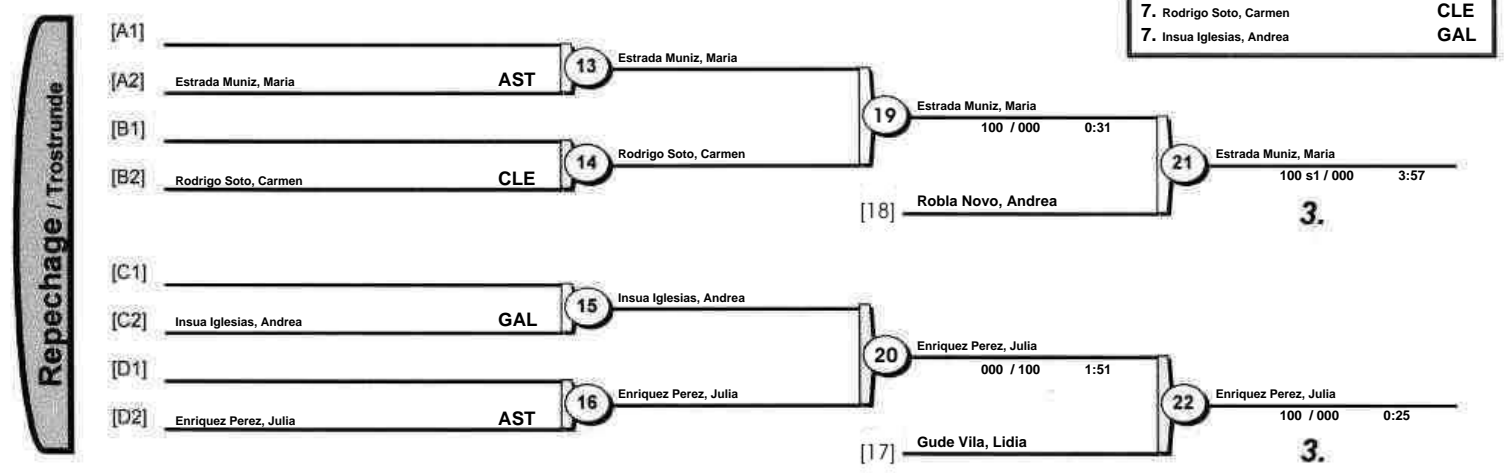 7. Rodrigo Soto, Carmen CLE
7. Insua Iglesias, Andrea GAL
Repechage / Trostrunde
[A1]
13 Estrada Muniz, Maria
[A2] Estrada Muniz, Maria AST
19 Estrada Muniz, Maria
100 / 000 0:31
[B1]
14 Rodrigo Soto, Carmen
[B2] Rodrigo Soto, Carmen CLE
21 Estrada Muniz, Maria
100 s1 / 000 3:57
[18] Robla Novo, Andrea
3.
[C1]
15 Insua Iglesias, Andrea
[C2] Insua Iglesias, Andrea GAL
20 Enriquez Perez, Julia
000 / 100 1:51
[D1]
16 Enriquez Perez, Julia
[D2] Enriquez Perez, Julia AST
22 Enriquez Perez, Julia
100 / 000 0:25
[17] Gude Vila, Lidia
3.